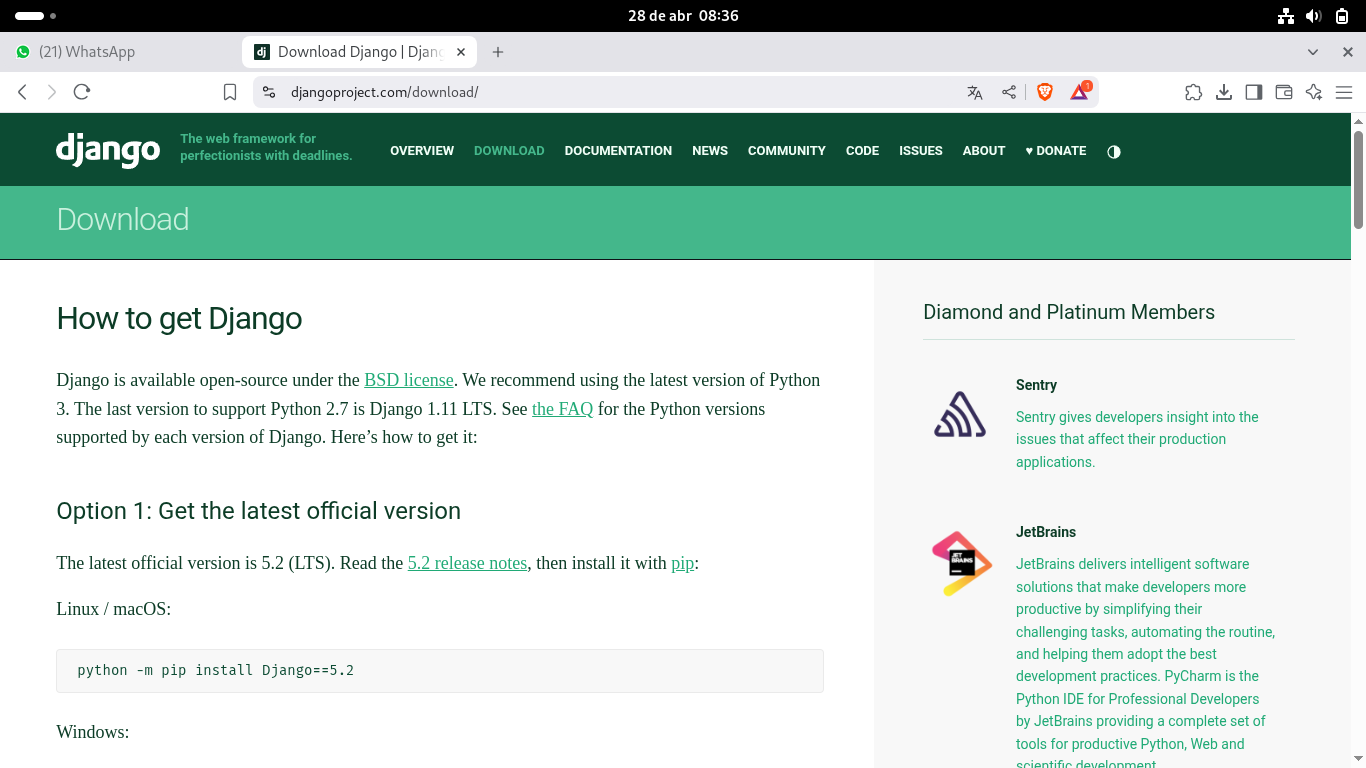 28 de abr 08:36
(21) WhatsApp
Download Django | Djang
djangoproject.com/download/
1
django
The web framework for
perfectionists with deadlines.
OVERVIEW DOWNLOAD DOCUMENTATION NEWS COMMUNITY CODE ISSUES ABOUT ♥ DONATE
Download
How to get Django
Django is available open-source under the BSD license. We recommend using the latest version of Python
3. The last version to support Python 2.7 is Django 1.11 LTS. See the FAQ for the Python versions
supported by each version of Django. Here’s how to get it:
Option 1: Get the latest official version
The latest official version is 5.2 (LTS). Read the 5.2 release notes, then install it with pip:
Linux / macOS:
python -m pip install Django==5.2
Windows:
Diamond and Platinum Members
Sentry
Sentry gives developers insight into the
issues that affect their production
applications.
JET
BRAINS
JetBrains
JetBrains delivers intelligent software
solutions that make developers more
productive by simplifying their
challenging tasks, automating the routine,
and helping them adopt the best
development practices. PyCharm is the
Python IDE for Professional Developers
by JetBrains providing a complete set of
tools for productive Python, Web and
scientific development.